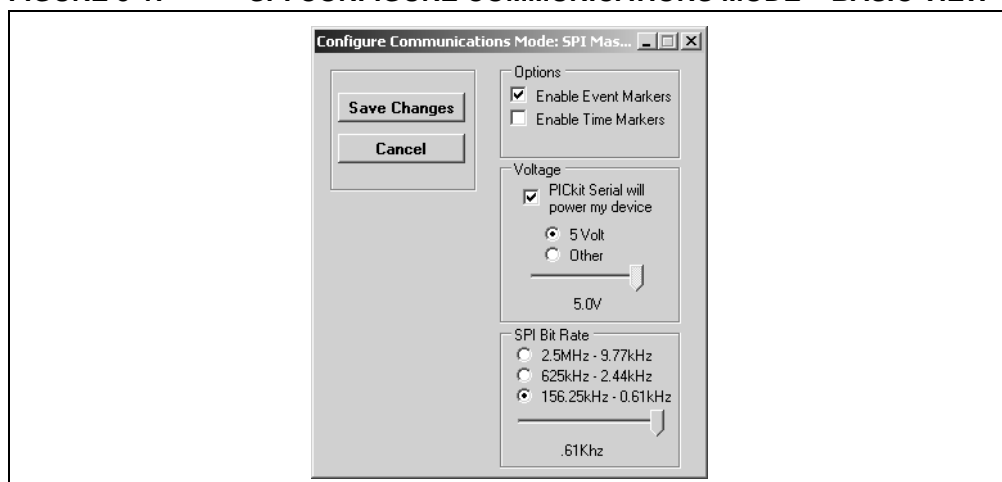 Configure Communications Mode: SPI Mas...
Save Changes
Cancel
Options
Enable Event Markers
Enable Time Markers
Voltage
PICkit Serial will
power my device
5 Volt
Other
5.0V
SPI Bit Rate
2.5MHz - 9.77kHz
625kHz - 2.44kHz
156.25kHz - 0.61kHz
.61Khz